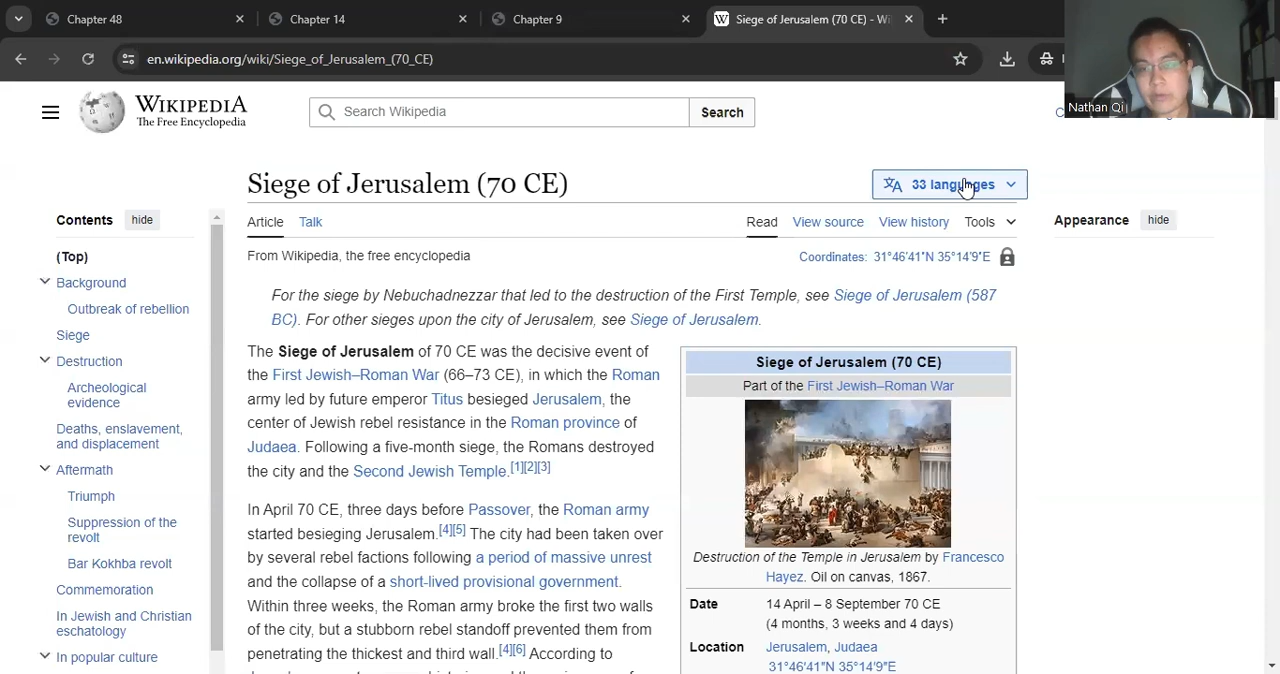 Chapter 48
Chapter 14
Chapter 9
Siege of Jerusalem (70 CE) - Wi
en.wikipedia.org/wiki/Siege_of_Jerusalem_(70_CE)
Nathan Qi
WIKIPEDIA
The Free Encyclopedia
Search Wikipedia
Search
Siege of Jerusalem (70 CE)
33 languages
Contents
hide
Article
Talk
Read
View source
View history
Tools
Appearance
hide
(Top)
Background
Outbreak of rebellion
Siege
Destruction
Archeological
evidence
Deaths, enslavement,
and displacement
Aftermath
Triumph
Suppression of the
revolt
Bar Kokhba revolt
Commemoration
In Jewish and Christian
eschatology
In popular culture
From Wikipedia, the free encyclopedia
Coordinates: 31°46′41″N 35°14′9″E
For the siege by Nebuchadnezzar that led to the destruction of the First Temple, see Siege of Jerusalem (587
BC). For other sieges upon the city of Jerusalem, see Siege of Jerusalem.
The Siege of Jerusalem of 70 CE was the decisive event of
the First Jewish–Roman War (66–73 CE), in which the Roman
army led by future emperor Titus besieged Jerusalem, the
center of Jewish rebel resistance in the Roman province of
Judaea. Following a five-month siege, the Romans destroyed
the city and the Second Jewish Temple.[1][2][3]
In April 70 CE, three days before Passover, the Roman army
started besieging Jerusalem.[4][5] The city had been taken over
by several rebel factions following a period of massive unrest
and the collapse of a short-lived provisional government.
Within three weeks, the Roman army broke the first two walls
of the city, but a stubborn rebel standoff prevented them from
penetrating the thickest and third wall.[4][6] According to
Siege of Jerusalem (70 CE)
Part of the First Jewish–Roman War
Destruction of the Temple in Jerusalem by Francesco
Hayez. Oil on canvas, 1867.
Date
14 April – 8 September 70 CE
(4 months, 3 weeks and 4 days)
Location
Jerusalem, Judaea
31°46′41″N 35°14′9″E